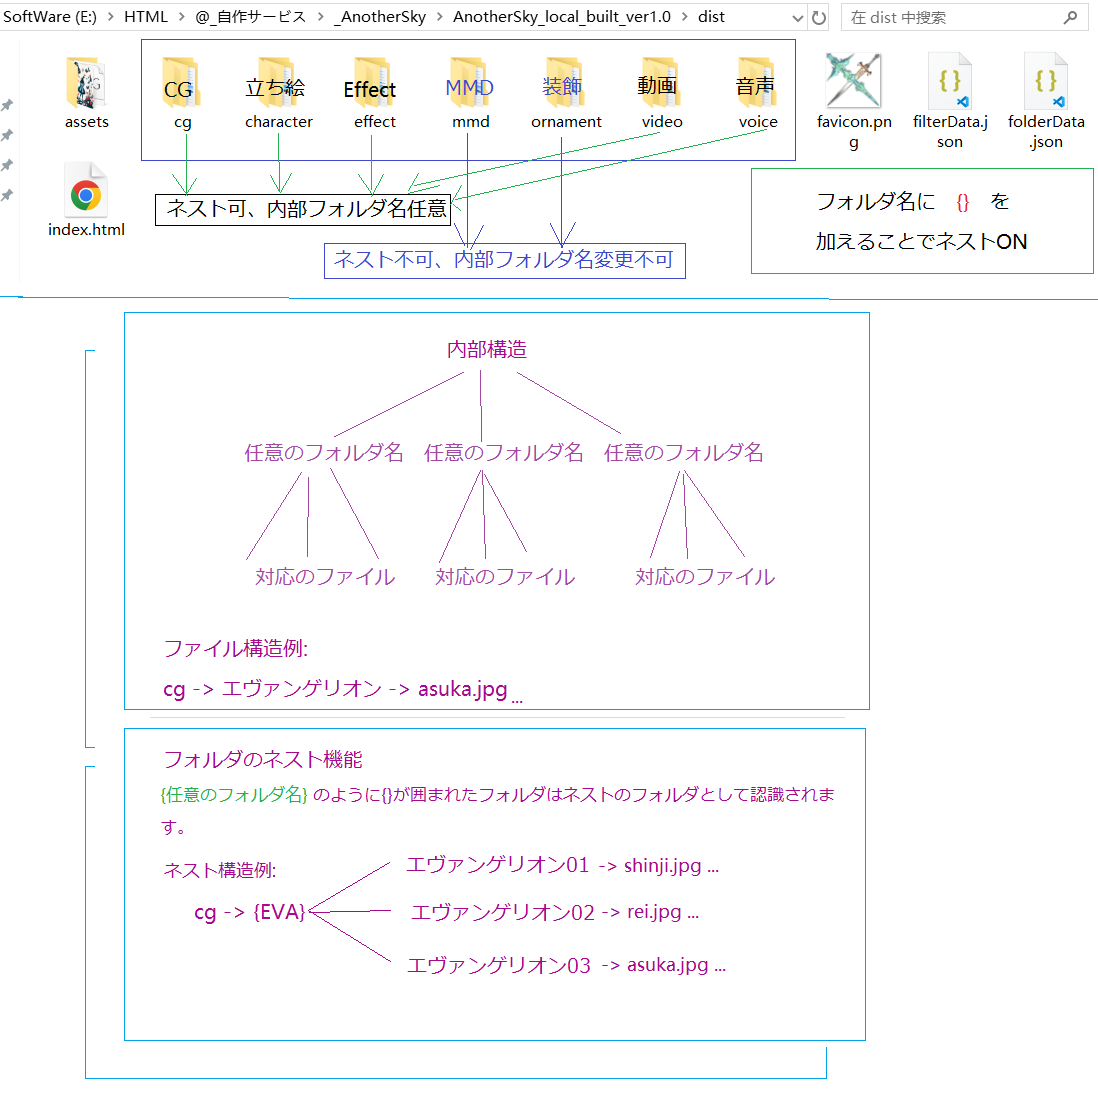 SoftWare (E:) > HTML > @_自作サービス > _AnotherSky > AnotherSky_local_built_ver1.0 > dist
在 dist 中搜索
CG
立ち絵
Effect
MMD
装飾
動画
音声
assets
cg
character
effect
mmd
ornament
video
voice
favicon.pn
g
filterData.j
son
folderData
.json
index.html
ネスト可、内部フォルダ名任意
ネスト不可、内部フォルダ名変更不可
フォルダ名に {} を
加えることでネストON
内部構造
任意のフォルダ名 任意のフォルダ名 任意のフォルダ名
対応のファイル 対応のファイル 対応のファイル
ファイル構造例:
cg -> エヴァンゲリオン -> asuka.jpg ...
フォルダのネスト機能
{任意のフォルダ名} のように{}が囲まれたフォルダはネストのフォルダとして認識されま
す。
ネスト構造例:
エヴァンゲリオン01 -> shinji.jpg ...
cg -> {EVA}
エヴァンゲリオン02 -> rei.jpg ...
エヴァンゲリオン03 -> asuka.jpg ...